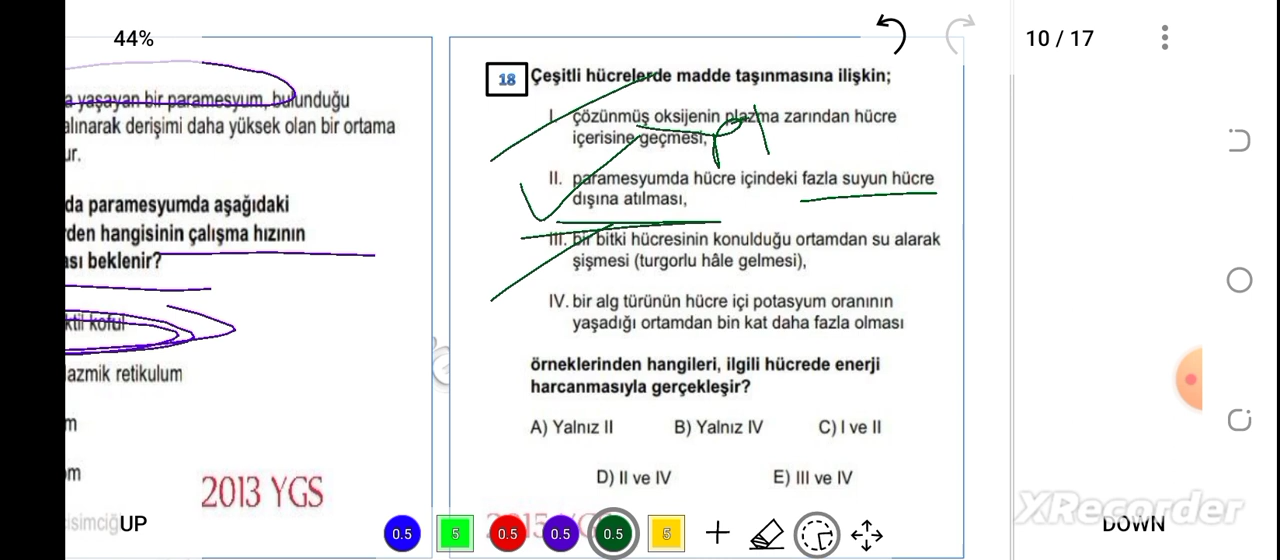 44%
10 / 17
a yaşayan bir paramesyum, bulunduğu
alınarak derişimi daha yüksek olan bir ortama
ur.
da paramesyumda aşağıdaki
rden hangisinin çalışma hızının
ası beklenir?
ktil koful
lazmik retikulum
m
om
isimciğ
2013 YGS
UP
18 Çeşitli hücrelerde madde taşınmasına ilişkin;
I. çözünmüş oksijenin plazma zarından hücre
içerisine geçmesi,
II. paramesyumda hücre içindeki fazla suyun hücre
dışına atılması,
III. bir bitki hücresinin konulduğu ortamdan su alarak
şişmesi (turgorlu hâle gelmesi),
IV. bir alg türünün hücre içi potasyum oranının
yaşadığı ortamdan bin kat daha fazla olması
örneklerinden hangileri, ilgili hücrede enerji
harcanmasıyla gerçekleşir?
A) Yalnız II B) Yalnız IV C) I ve II
D) II ve IV E) III ve IV
0.5 5 0.5 0.5 0.5 5
XRecorder
DOWN